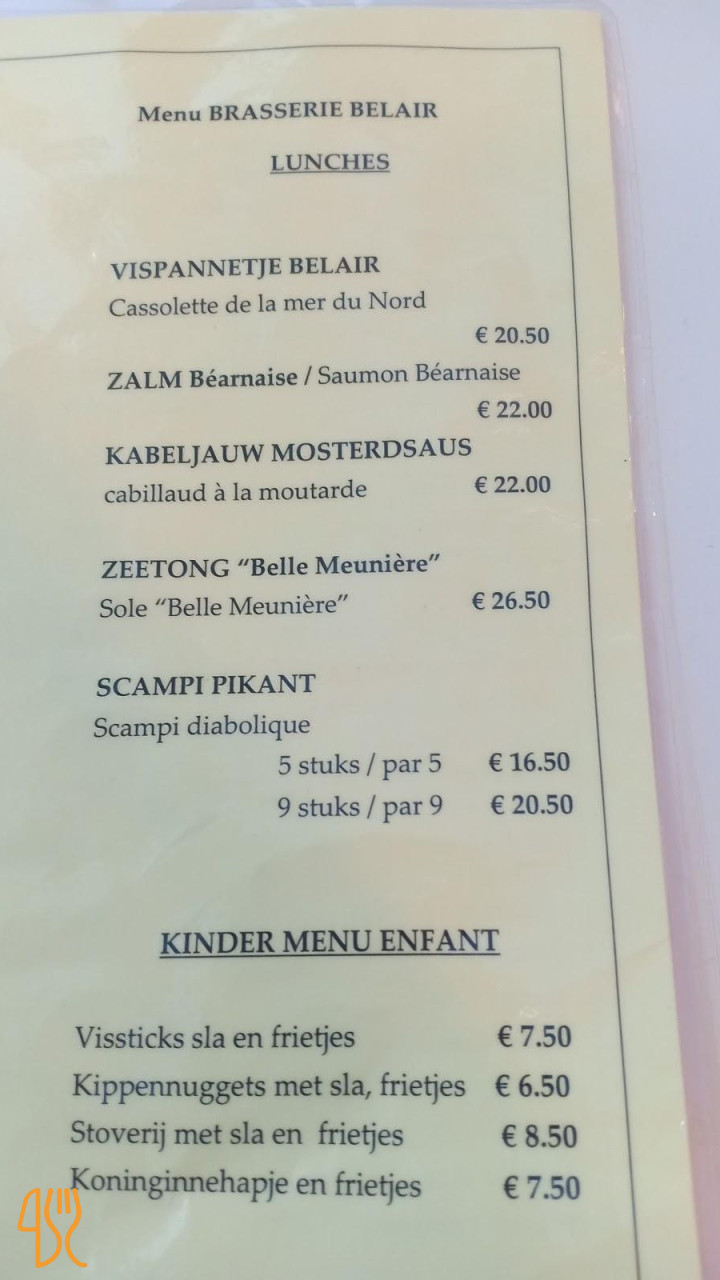 Menu BRASSERIE BELAIR
LUNCHES
VISPANNETJE BELAIR
Cassolette de la mer du Nord
€ 20.50
ZALM Béarnaise / Saumon Béarnaise
€ 22.00
KABELJAUW MOSTERDSAUS
cabillaud à la moutarde € 22.00
ZEETONG “Belle Meunière”
Sole “Belle Meunière” € 26.50
SCAMPI PIKANT
Scampi diabolique
5 stuks / par 5 € 16.50
9 stuks / par 9 € 20.50
KINDER MENU ENFANT
Vissticks sla en frietjes € 7.50
Kippennuggets met sla, frietjes € 6.50
Stoverij met sla en frietjes € 8.50
Koninginnehapje en frietjes € 7.50